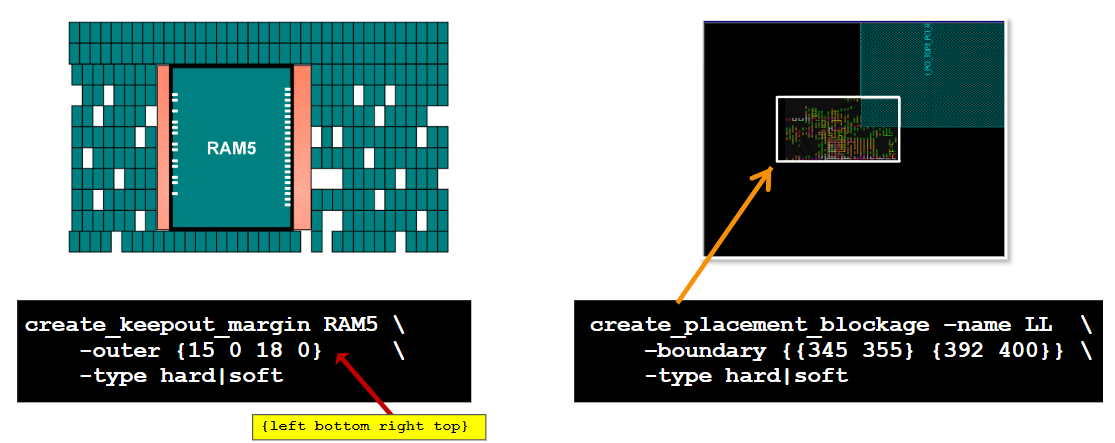 RAM5
create_keepout_margin RAM5 \
-outer {15 0 18 0} \
-type hard|soft
{left bottom right top}
create_placement_blockage –name LL \
–boundary {{345 355} {392 400}} \
-type hard|soft